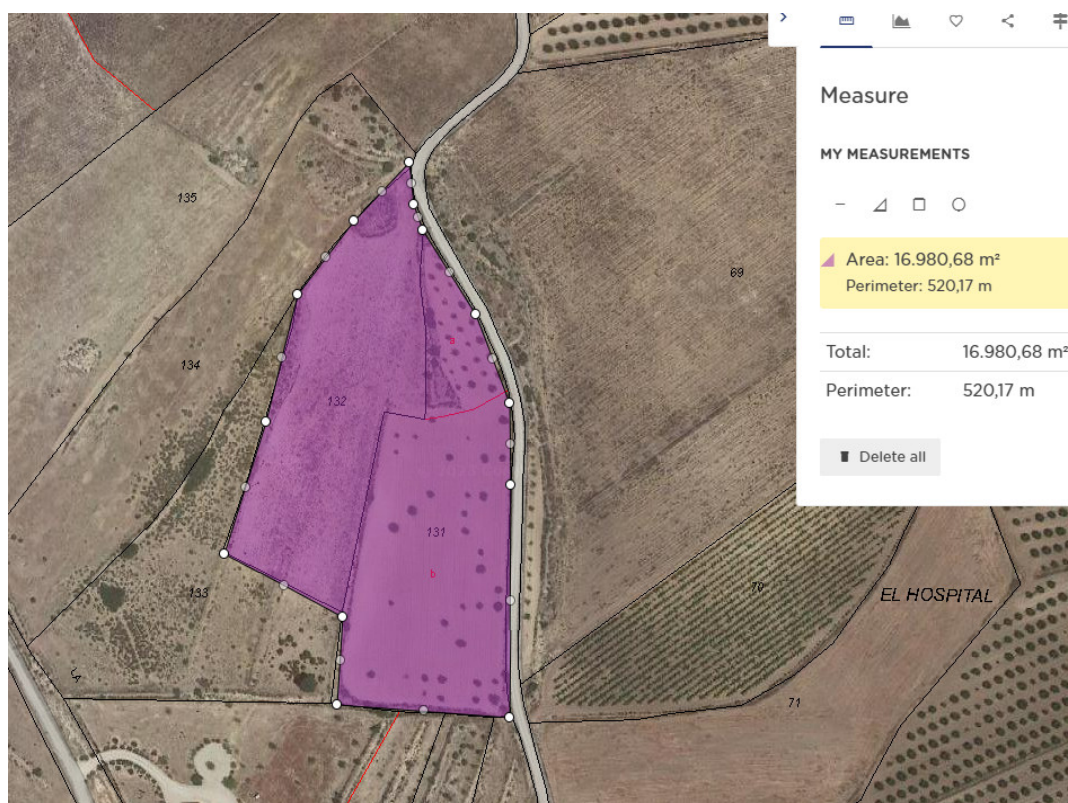 Measure
MY MEASUREMENTS
Area: 16.980,68 m²
Perimeter: 520,17 m
Total: 16.980,68 m²
Perimeter: 520,17 m
Delete all
135
69
a
134
132
131
b
133
70
EL HOSPITAL
71